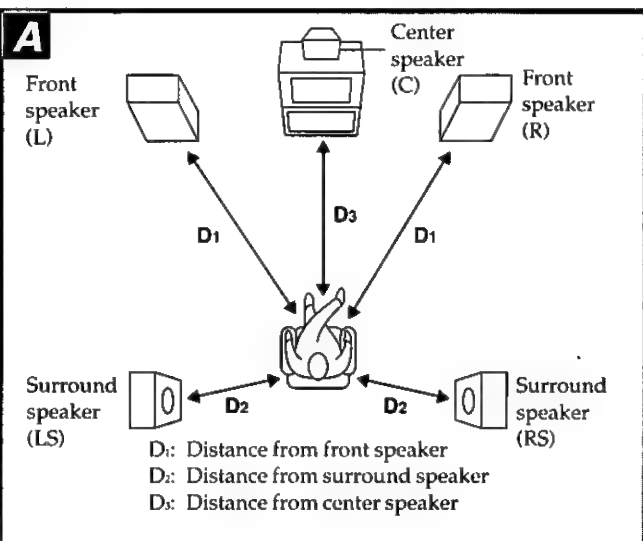 A
Center
speaker
(C)
Front
speaker
(L)
Front
speaker
(R)
D₃
D₁
D₁
Surround
speaker
(LS)
D₂
D₂
Surround
speaker
(RS)
D₁: Distance from front speaker
D₂: Distance from surround speaker
D₃: Distance from center speaker